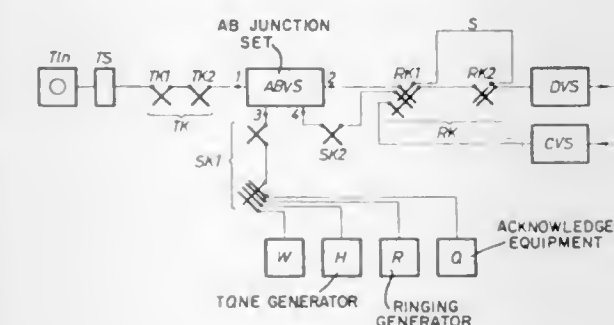 AB JUNCTION
SET
S
Tln TS TK1 TK2 1 ABVS 2 RK1 RK2 DVS
3 4
TK
SK1 SK2 RK CVS
W H R Q
ACKNOWLEDGE
EQUIPMENT
TONE GENERATOR
RINGING
GENERATOR